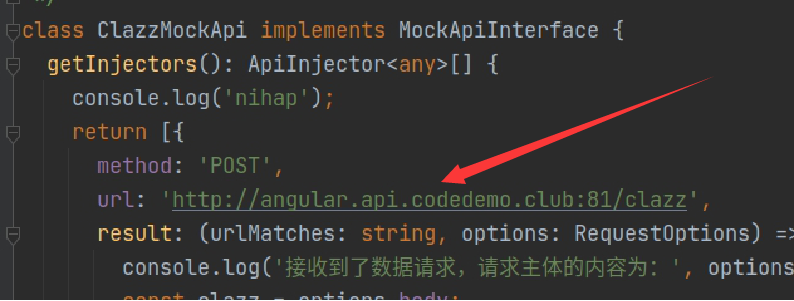 class ClazzMockApi implements MockApiInterface {
getInjectors(): ApiInjector<any>[] {
console.log('nihap');
return [{
method: 'POST',
url: 'http://angular.api.codedemo.club:81/clazz',
result: (urlMatches: string, options: RequestOptions) =>
console.log('接收到了数据请求，请求主体的内容为: ', options
const clazz = options.body;